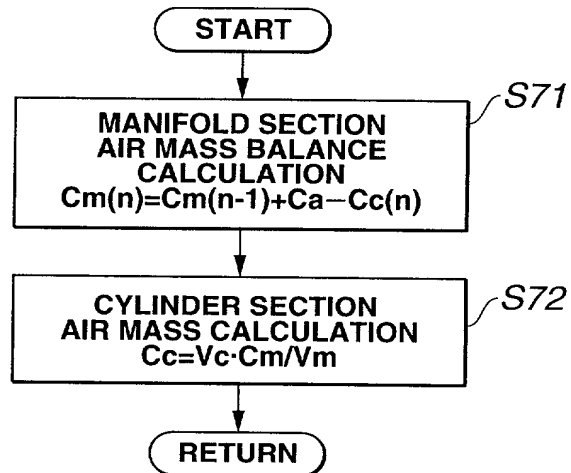 START
S71
MANIFOLD SECTION
AIR MASS BALANCE
CALCULATION
Cm(n)=Cm(n-1)+Ca−Cc(n)
S72
CYLINDER SECTION
AIR MASS CALCULATION
Cc=Vc·Cm/Vm
RETURN